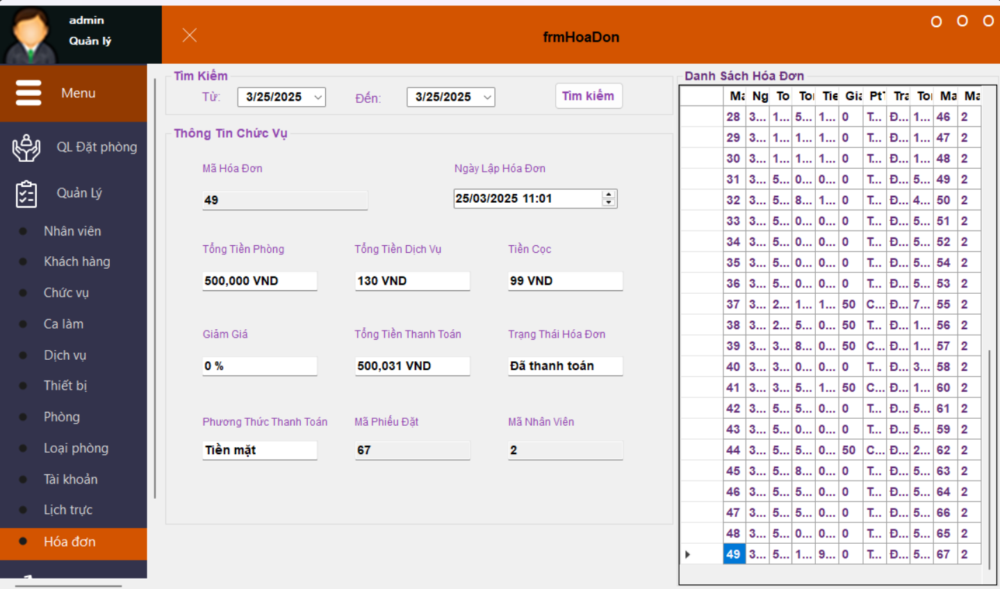 admin
Quản lý
frmHoaDon
Menu
QL Đặt phòng
Quản Lý
Nhân viên
Khách hàng
Chức vụ
Ca làm
Dịch vụ
Thiết bị
Phòng
Loại phòng
Tài khoản
Lịch trực
Hóa đơn
Tìm Kiếm
Từ: 3/25/2025 Đến: 3/25/2025 Tìm kiếm
Thông Tin Chức Vụ
Mã Hóa Đơn Ngày Lập Hóa Đơn
49 25/03/2025 11:01
Tổng Tiền Phòng Tổng Tiền Dịch Vụ Tiền Cọc
500,000 VND 130 VND 99 VND
Giảm Giá Tổng Tiền Thanh Toán Trạng Thái Hóa Đơn
0 % 500,031 VND Đã thanh toán
Phương Thức Thanh Toán Mã Phiếu Đặt Mã Nhân Viên
Tiền mặt 67 2
Danh Sách Hóa Đơn
Ma Ng To Tor Tie Gia PtT Tra Tor Ma Ma
28 3... 1... 5... 1... 0 T... Đ... 1... 46 2
29 3... 1... 1... 1... 0 T... Đ... 1... 47 2
30 3... 1... 1... 1... 0 T... Đ... 1... 48 2
31 3... 5... 0... 0... 0 T... Đ... 5... 49 2
32 3... 5... 8... 1... 0 T... Đ... 4... 50 2
33 3... 5... 0... 0... 0 T... Đ... 5... 51 2
34 3... 5... 0... 0... 0 T... Đ... 5... 52 2
35 3... 5... 0... 0... 0 T... Đ... 5... 54 2
36 3... 5... 0... 0... 0 T... Đ... 5... 53 2
37 3... 2... 1... 1... 50 C... Đ... 7... 55 2
38 3... 2... 5... 0... 50 T... Đ... 1... 56 2
39 3... 3... 8... 0... 50 C... Đ... 1... 57 2
40 3... 3... 0... 0... 0 T... Đ... 3... 58 2
41 3... 3... 5... 1... 50 C... Đ... 1... 60 2
42 3... 5... 5... 0... 0 T... Đ... 5... 61 2
43 3... 5... 0... 0... 0 T... Đ... 5... 59 2
44 3... 5... 5... 0... 50 C... Đ... 2... 62 2
45 3... 5... 8... 0... 0 T... Đ... 5... 63 2
46 3... 5... 5... 0... 0 T... Đ... 5... 64 2
47 3... 5... 5... 0... 0 T... Đ... 5... 66 2
48 3... 5... 0... 0... 0 T... Đ... 5... 65 2
49 3... 5... 1... 9... 0 T... Đ... 5... 67 2